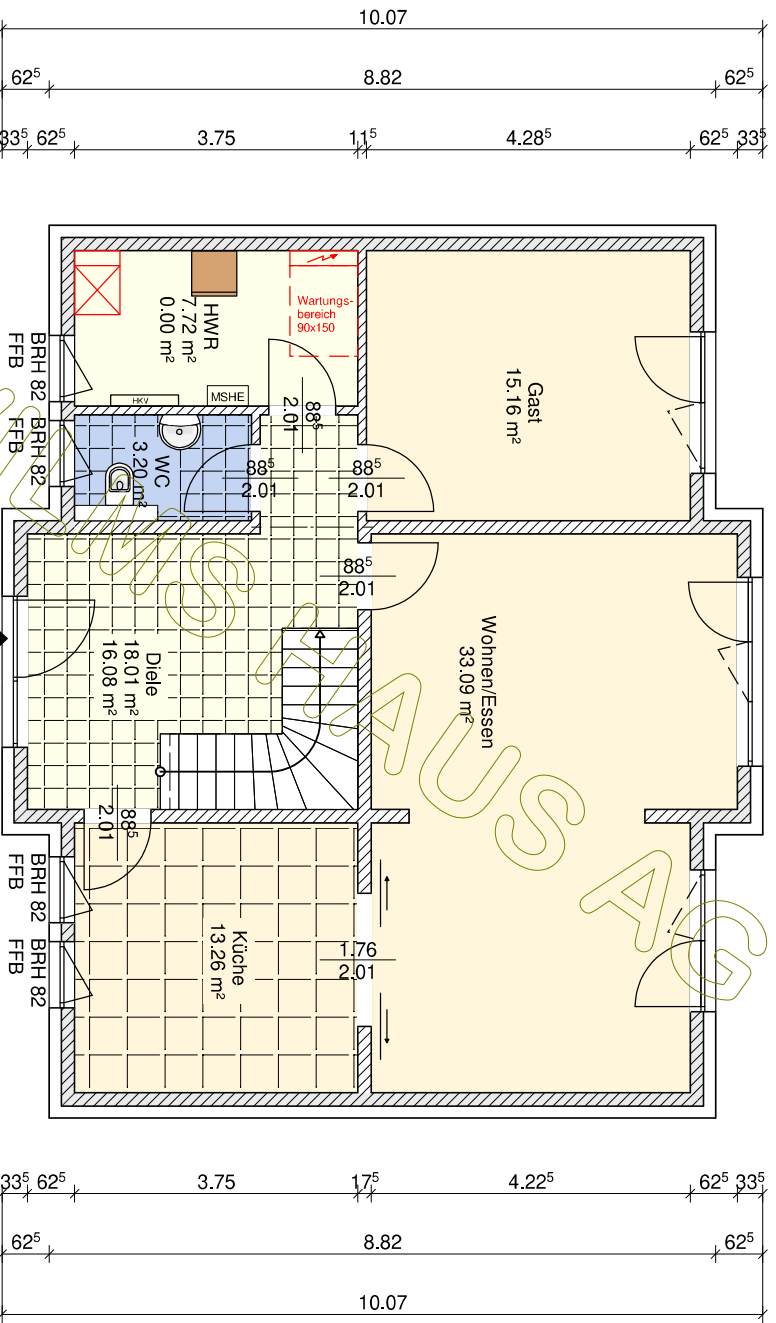 10.07
62⁵ 8.82 62⁵
33⁵ 62⁵ 3.75 11⁵ 4.28⁵ 62⁵ 33⁵
Wartungs-
bereich
90x150
HWR
7.72 m²
0.00 m²
HKV
MSHE
BRH 82
FFB
BRH 82
FFB
WC
3.20 m²
88⁵
2.01
88⁵
2.01
88⁵
2.01
88⁵
2.01
Gast
15.16 m²
Wohnen/Essen
33.09 m²
Diele
18.01 m²
16.08 m²
88⁵
2.01
Küche
13.26 m²
1.76
2.01
BRH 82
FFB
BRH 82
FFB
HAUS AG
33⁵ 62⁵ 3.75 17⁵ 4.22⁵ 62⁵ 33⁵
62⁵ 8.82 62⁵
10.07